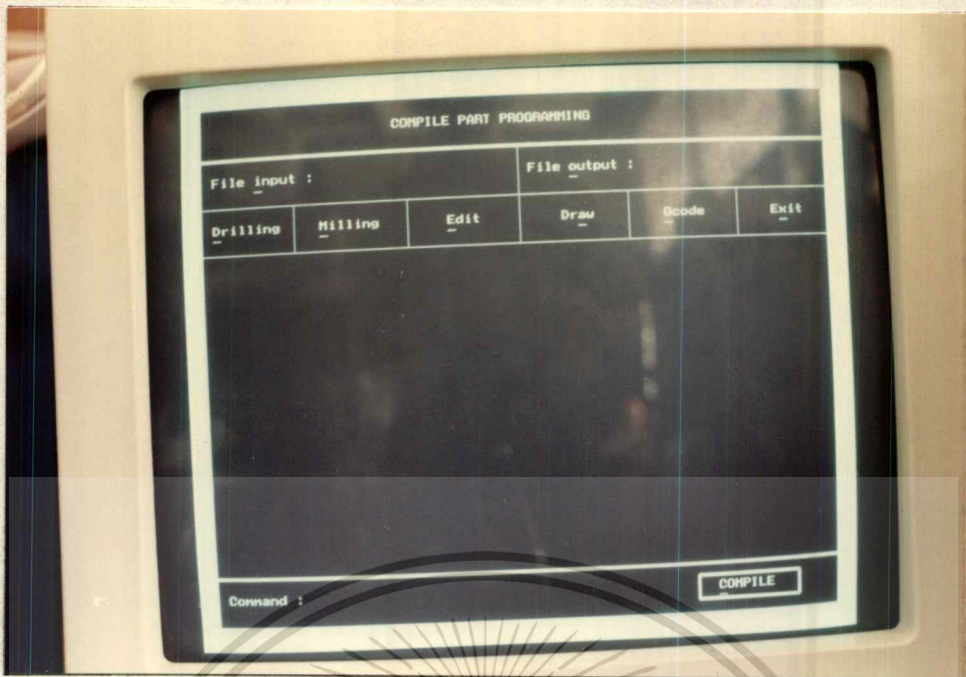 COMPILE PART PROGRAMMING
File input :
File output :
Drilling Milling Edit Draw Gcode Exit
Command :
COMPILE